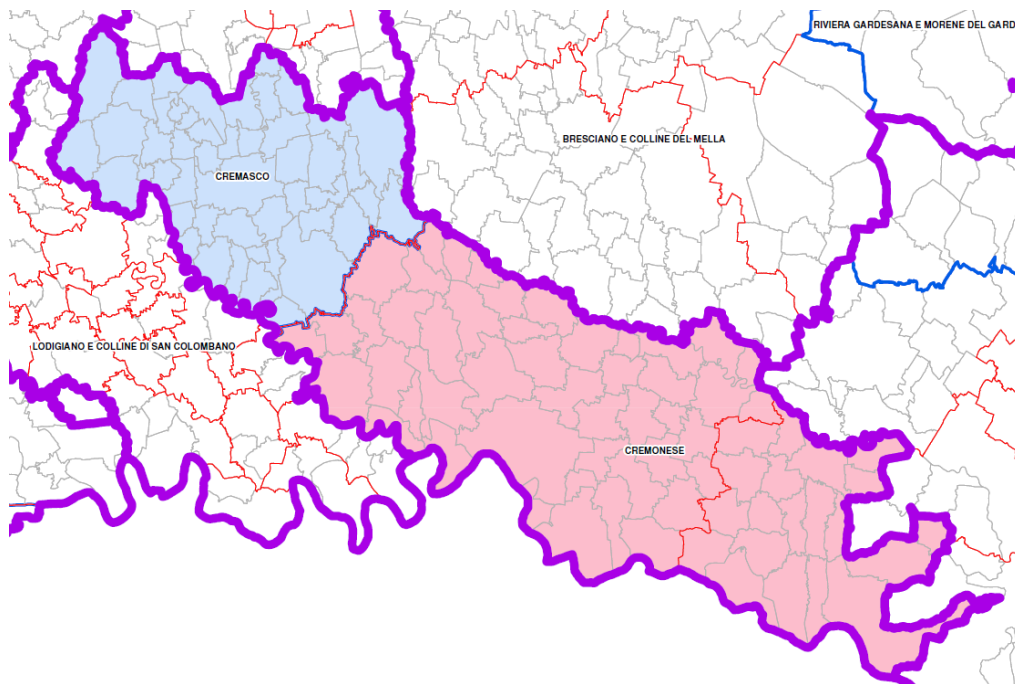 RIVIERA GARDESANA E MORENE DEL GARD
BRESCIANO E COLLINE DEL MELLA
CREMASCO
LODIGIANO E COLLINE DI SAN COLOMBANO
CREMONESE